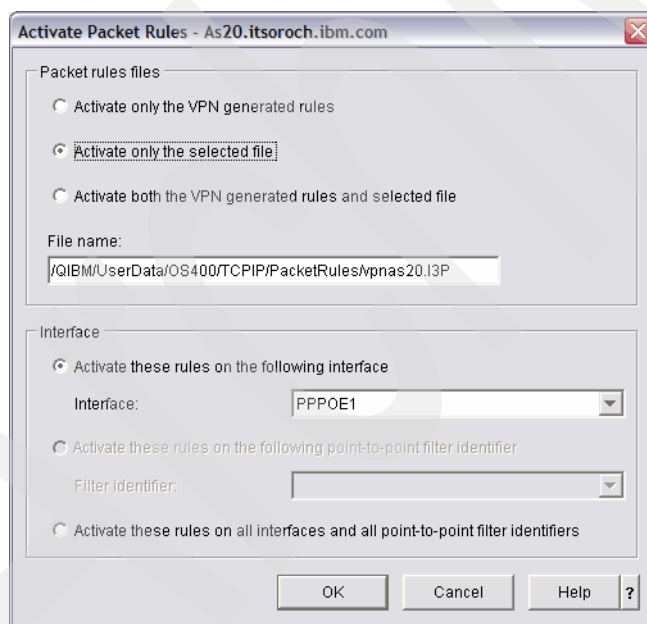 Activate Packet Rules - As20.itsoroch.ibm.com
Packet rules files
Activate only the VPN generated rules
Activate only the selected file
Activate both the VPN generated rules and selected file
File name:
/QIBM/UserData/OS400/TCPIP/PacketRules/vpnas20.I3P
Interface
Activate these rules on the following interface
Interface: PPPOE1
Activate these rules on the following point-to-point filter identifier
Filter identifier:
Activate these rules on all interfaces and all point-to-point filter identifiers
OK Cancel Help ?